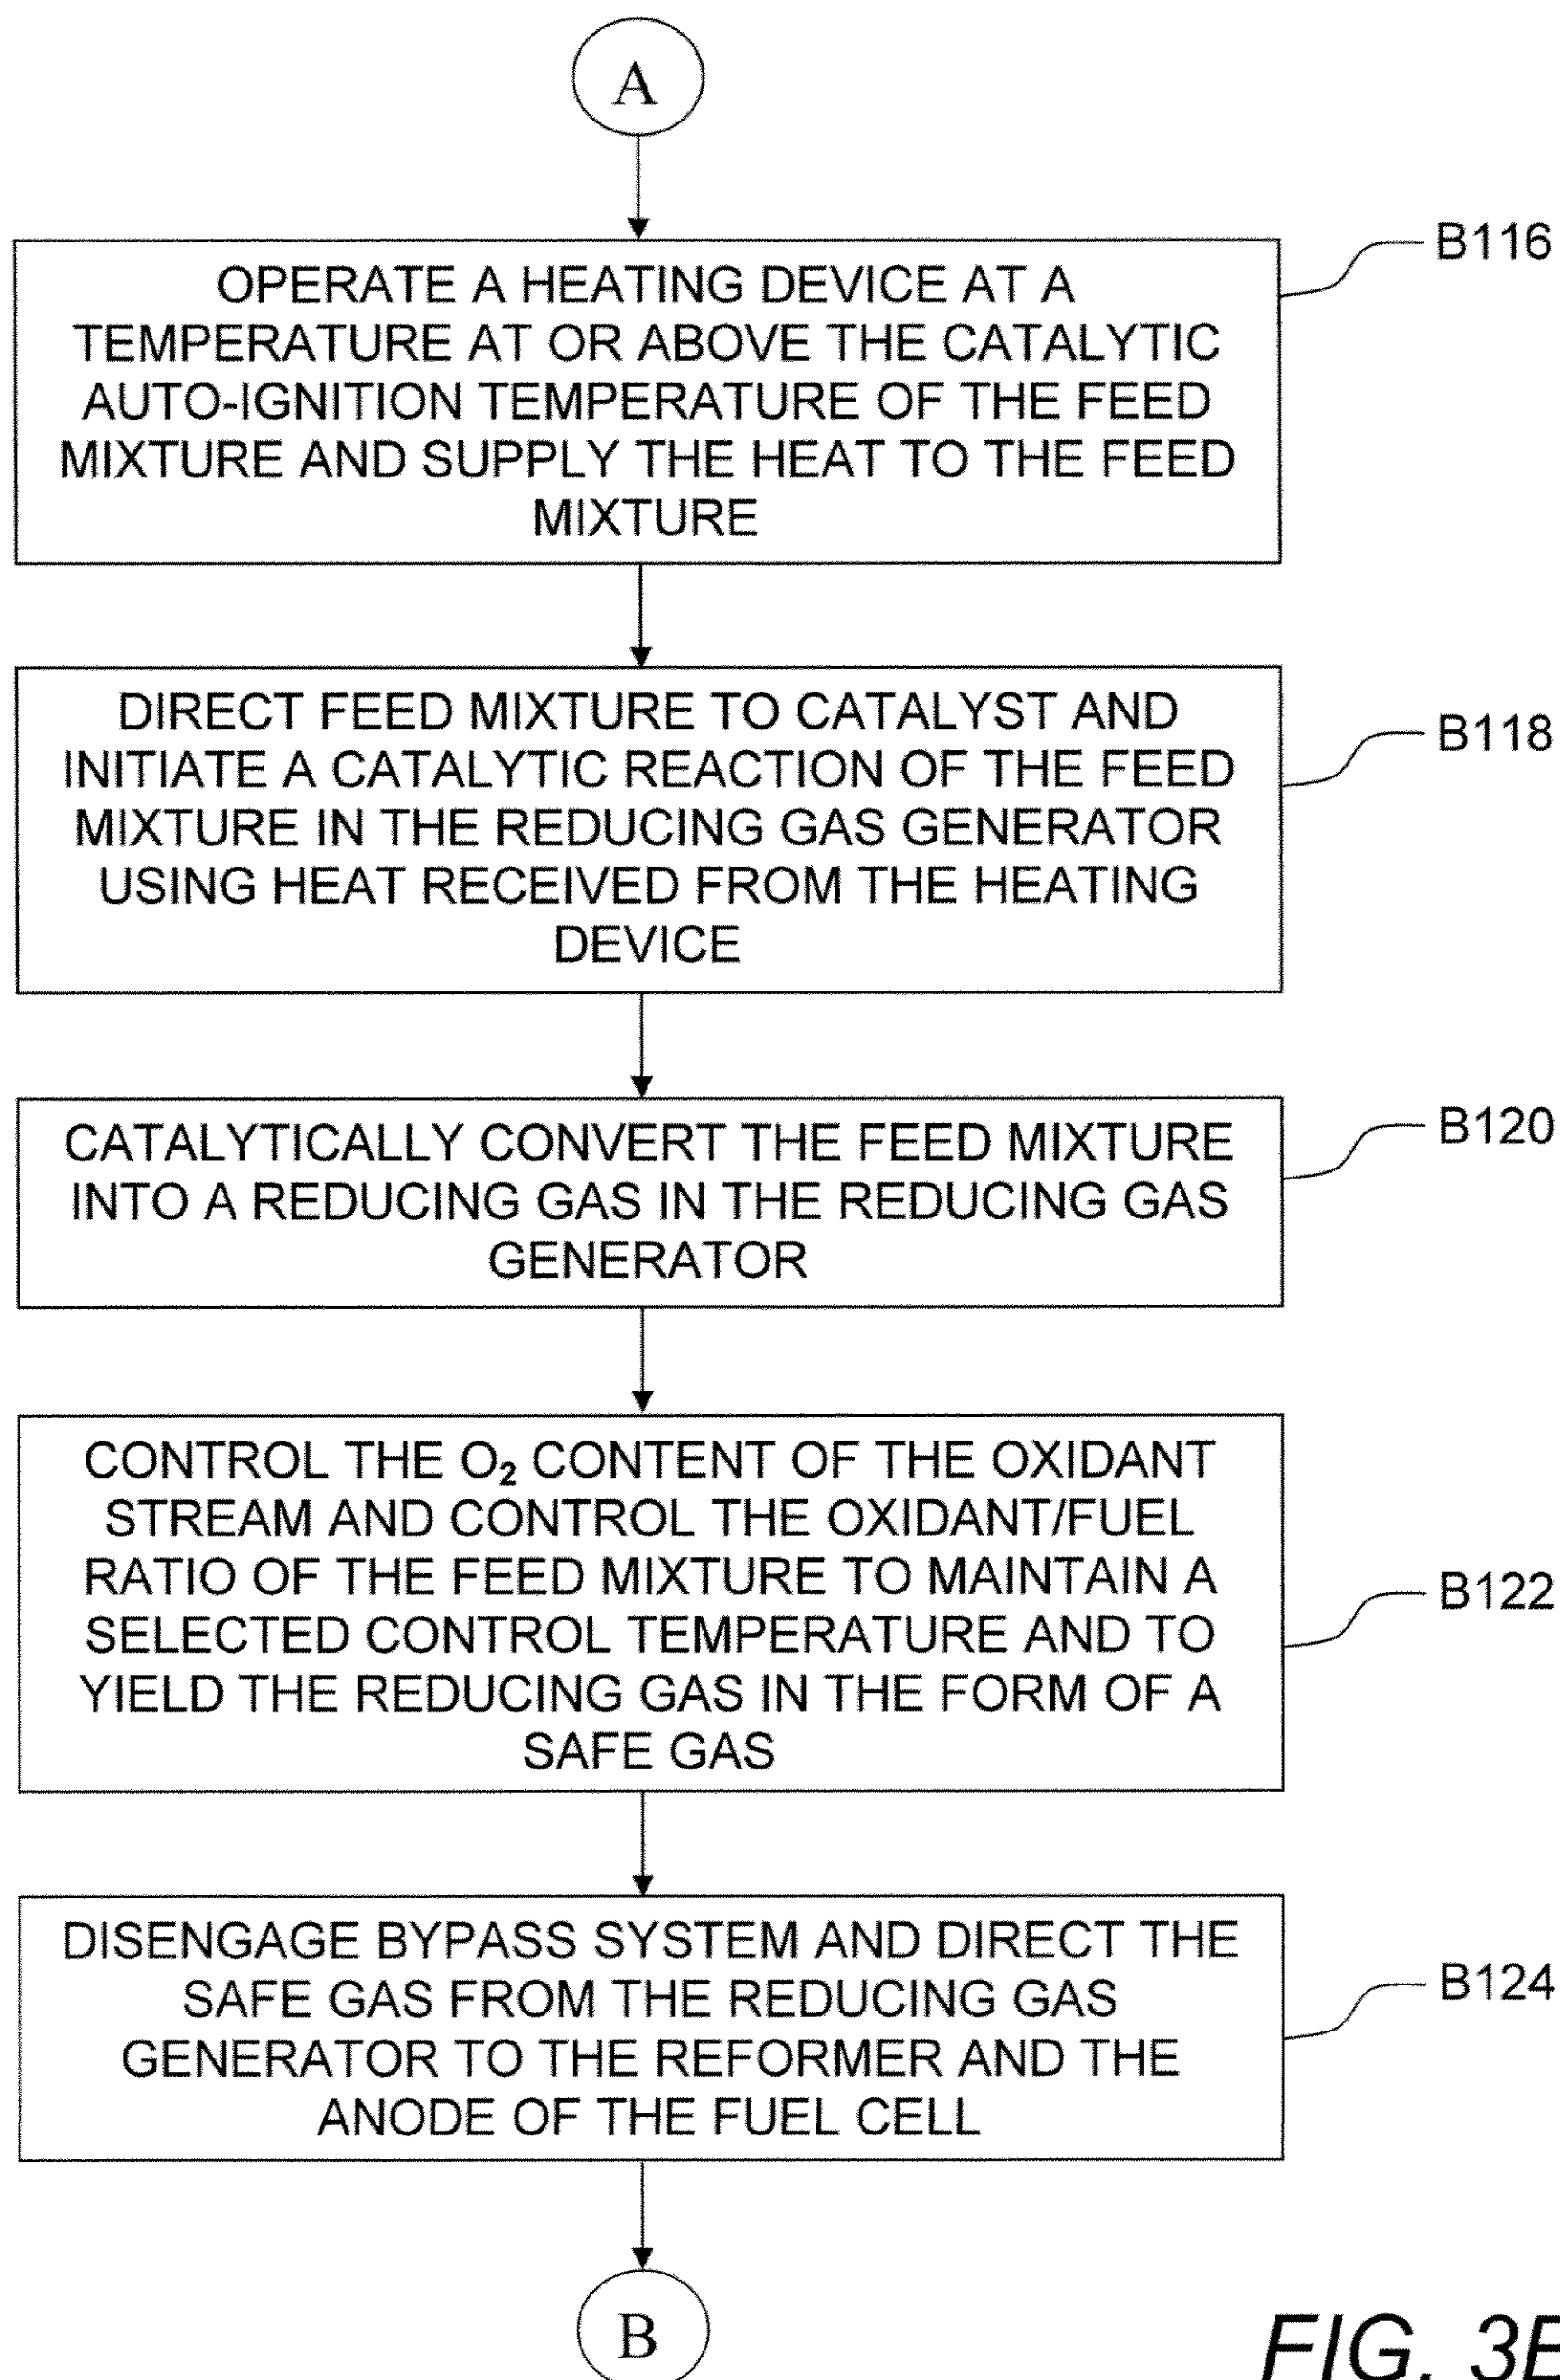 A
OPERATE A HEATING DEVICE AT A
TEMPERATURE AT OR ABOVE THE CATALYTIC
AUTO-IGNITION TEMPERATURE OF THE FEED
MIXTURE AND SUPPLY THE HEAT TO THE FEED
MIXTURE
B116
DIRECT FEED MIXTURE TO CATALYST AND
INITIATE A CATALYTIC REACTION OF THE FEED
MIXTURE IN THE REDUCING GAS GENERATOR
USING HEAT RECEIVED FROM THE HEATING
DEVICE
B118
CATALYTICALLY CONVERT THE FEED MIXTURE
INTO A REDUCING GAS IN THE REDUCING GAS
GENERATOR
B120
CONTROL THE O₂ CONTENT OF THE OXIDANT
STREAM AND CONTROL THE OXIDANT/FUEL
RATIO OF THE FEED MIXTURE TO MAINTAIN A
SELECTED CONTROL TEMPERATURE AND TO
YIELD THE REDUCING GAS IN THE FORM OF A
SAFE GAS
B122
DISENGAGE BYPASS SYSTEM AND DIRECT THE
SAFE GAS FROM THE REDUCING GAS
GENERATOR TO THE REFORMER AND THE
ANODE OF THE FUEL CELL
B124
B
FIG. 3B